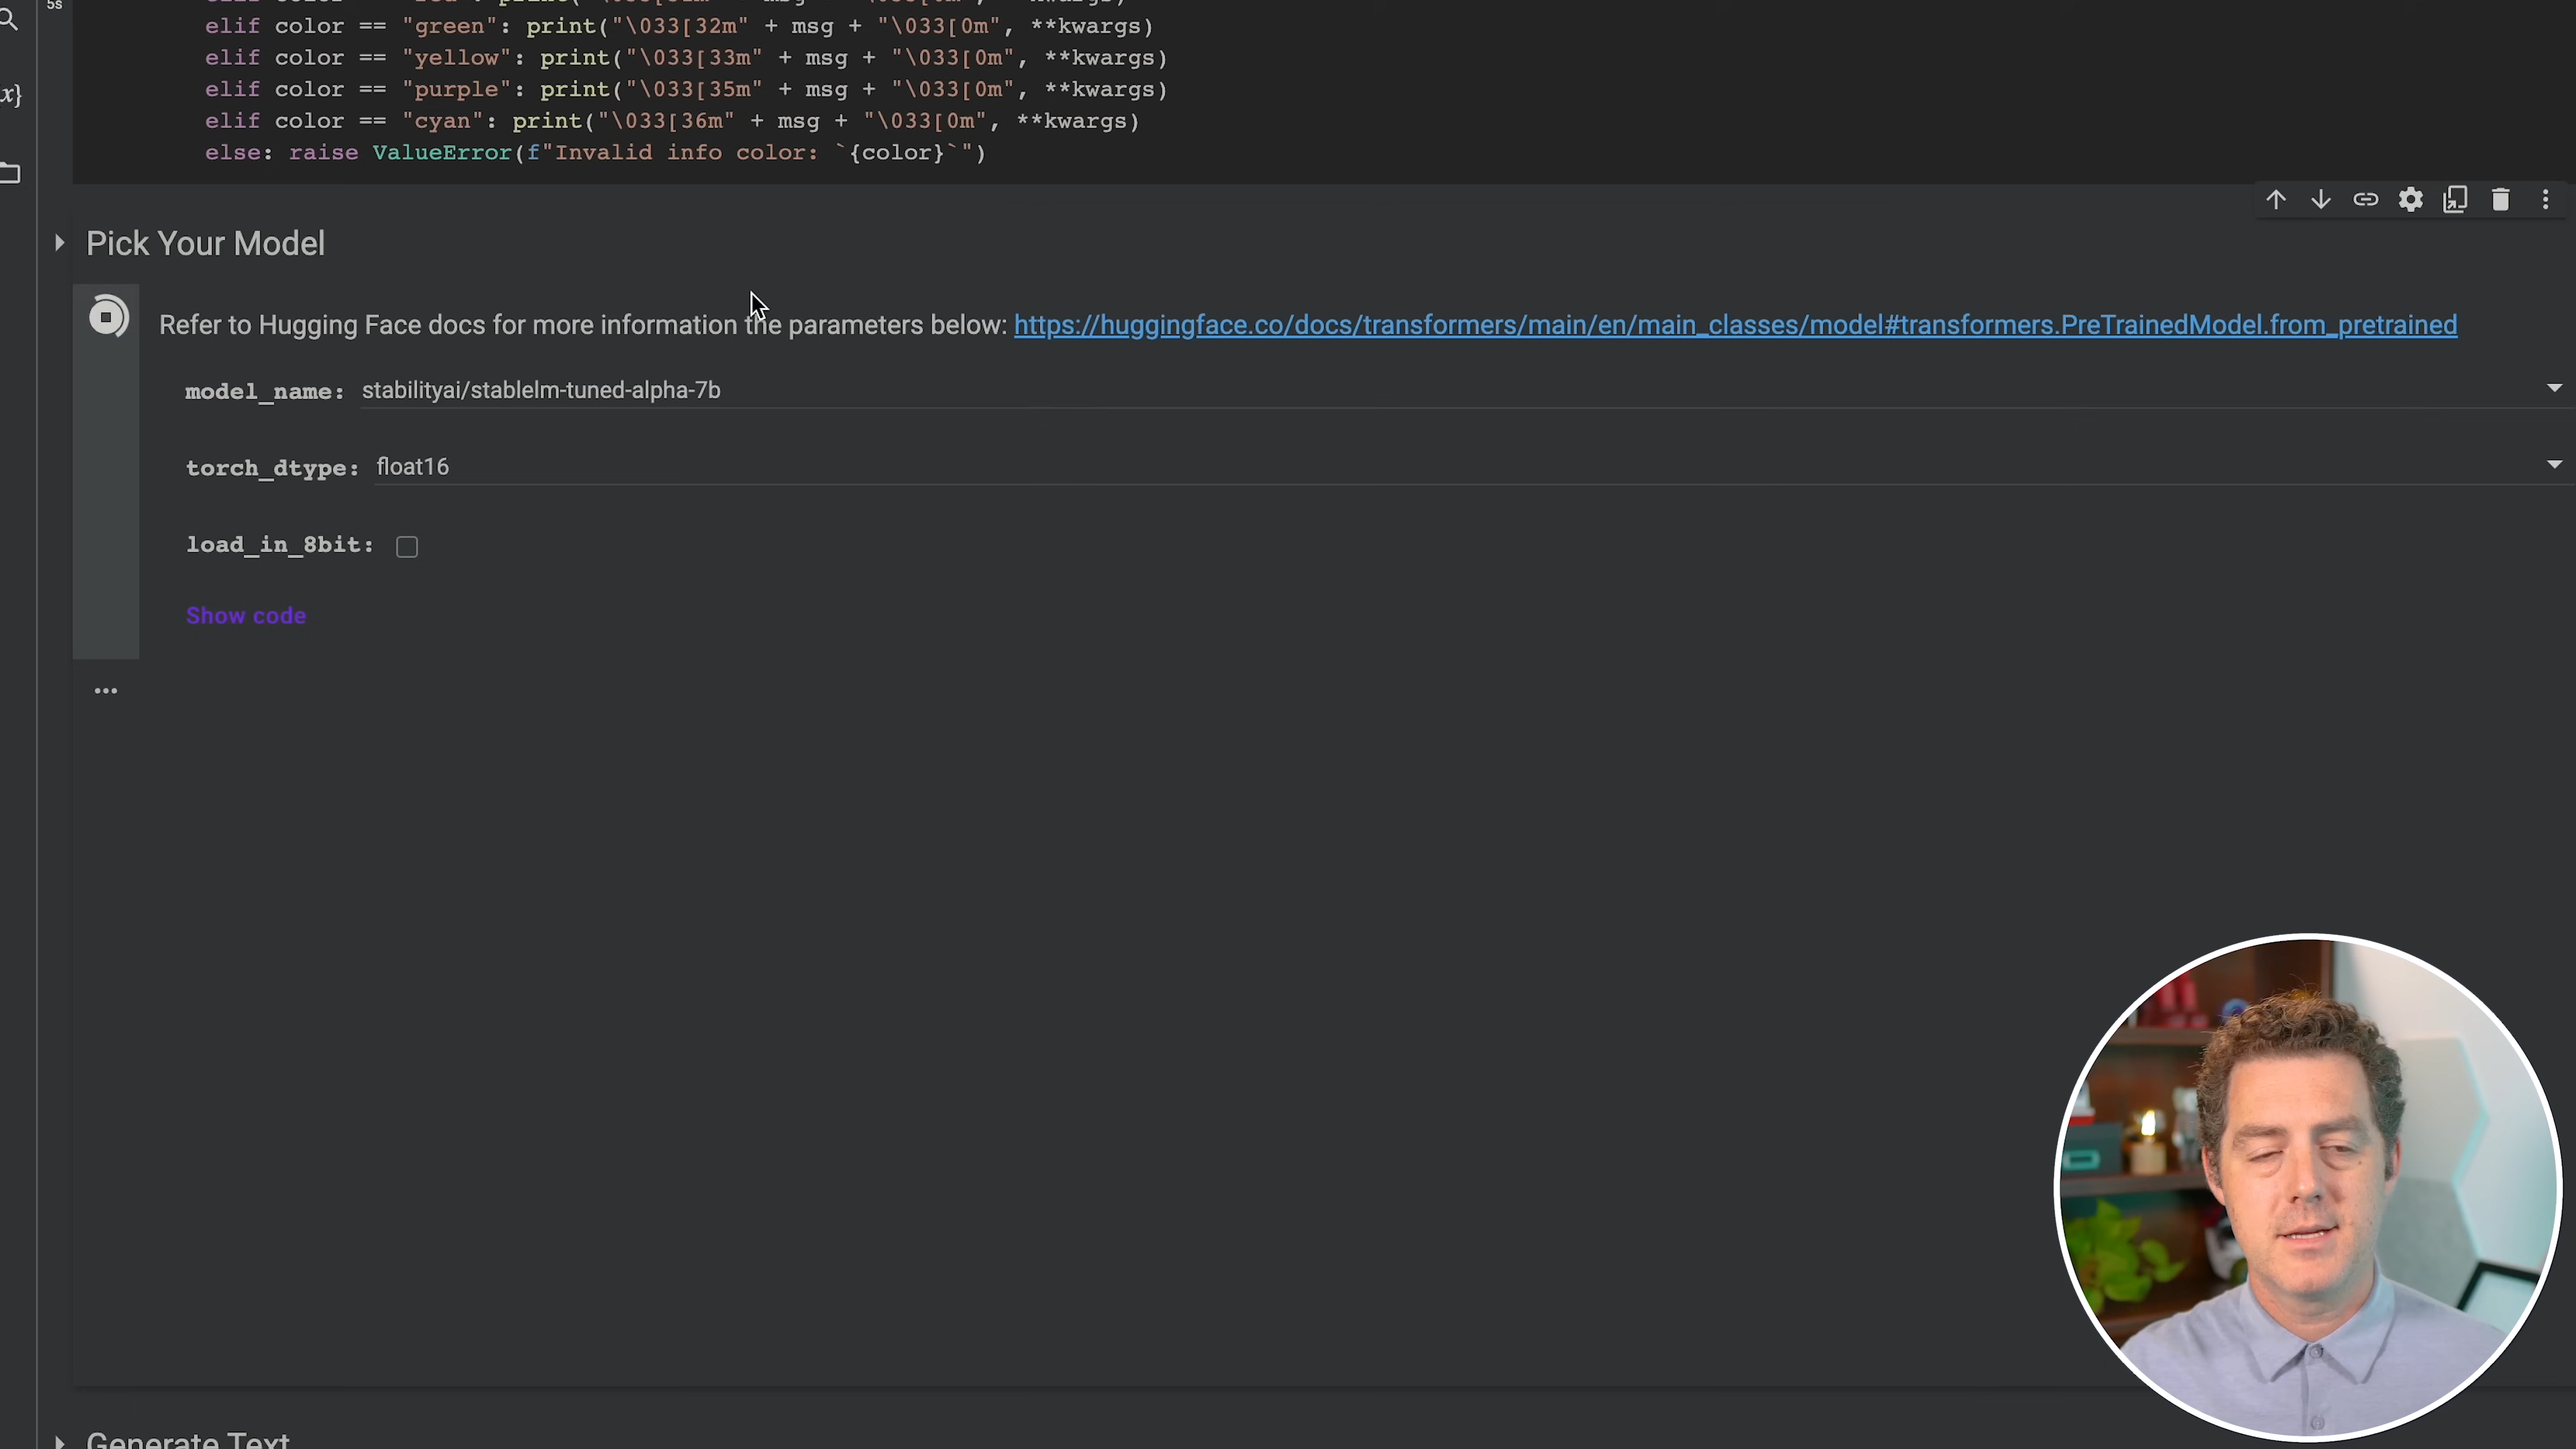 5s
elif color == "green": print("\033[32m" + msg + "\033[0m", **kwargs)
elif color == "yellow": print("\033[33m" + msg + "\033[0m", **kwargs)
elif color == "purple": print("\033[35m" + msg + "\033[0m", **kwargs)
elif color == "cyan": print("\033[36m" + msg + "\033[0m", **kwargs)
else: raise ValueError(f"Invalid info color: `{color}`")
Pick Your Model
Refer to Hugging Face docs for more information the parameters below: https://huggingface.co/docs/transformers/main/en/main_classes/model#transformers.PreTrainedModel.from_pretrained
model_name: stabilityai/stablelm-tuned-alpha-7b
torch_dtype: float16
load_in_8bit:
Show code
Generate Text